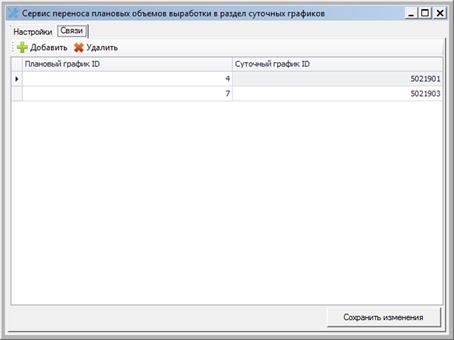 Сервис переноса плановых объемов выработки в раздел суточных графиков
Настройки Связи
Добавить Удалить
Плановый график ID Суточный график ID
4 5021901
7 5021903
Сохранить изменения